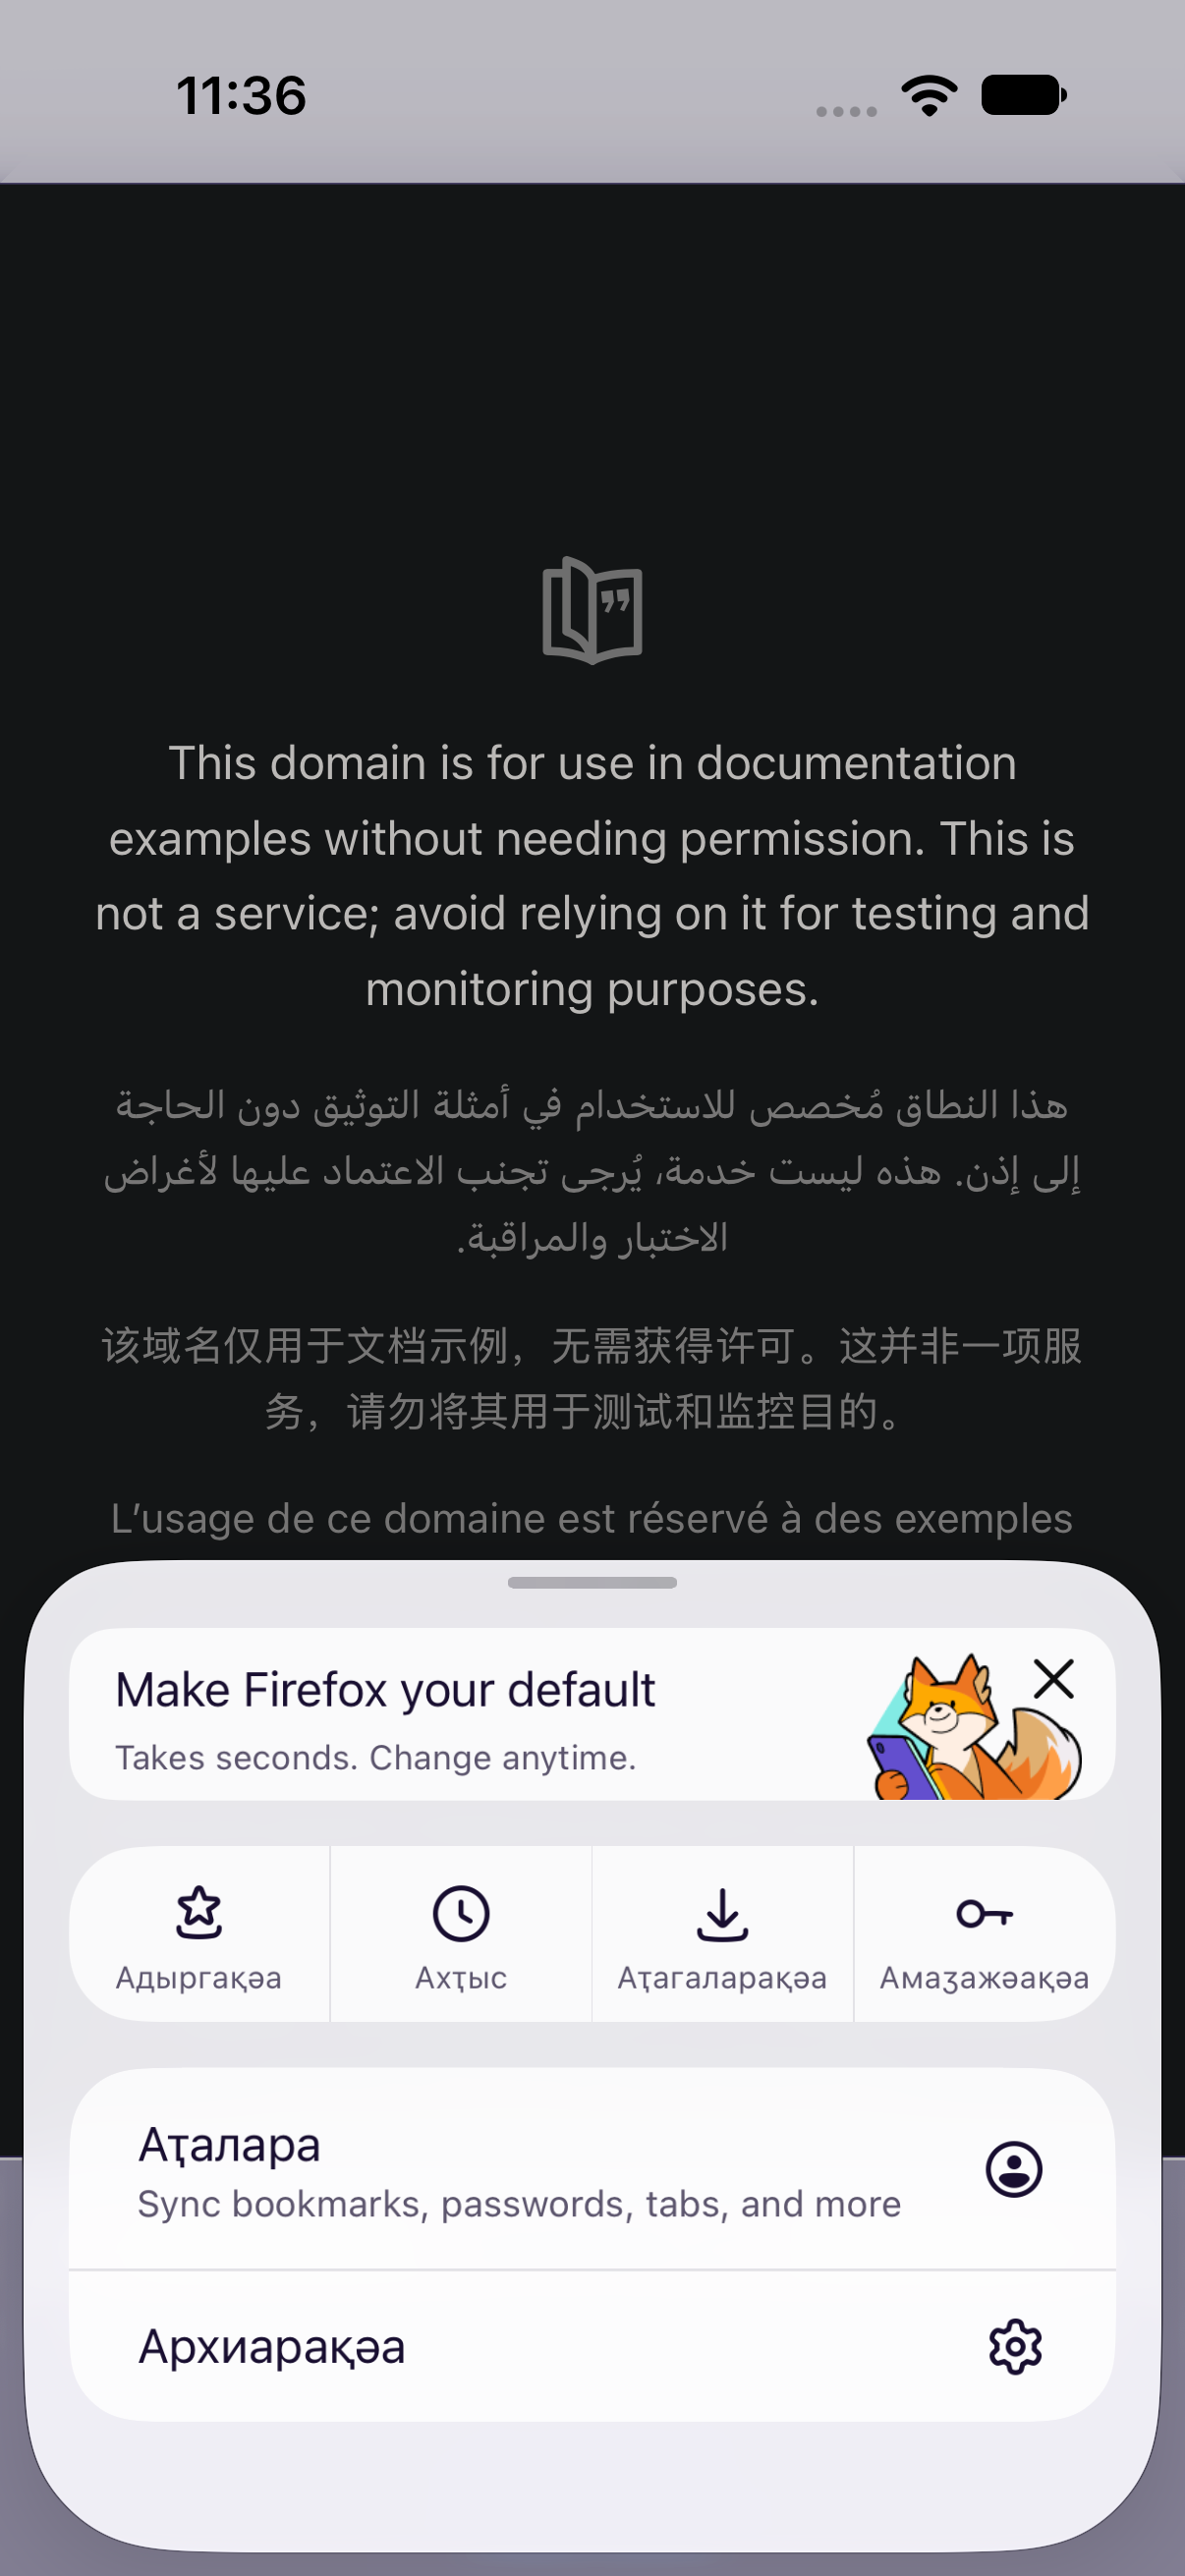 11:36
This domain is for use in documentation
examples without needing permission. This is
not a service; avoid relying on it for testing and
monitoring purposes.
هذا النطاق مُخصص للاستخدام في أمثلة التوثيق دون الحاجة
إلى إذن. هذه ليست خدمة، يُرجى تجنب الاعتماد عليها لأغراض
الاختبار والمراقبة.
该域名仅用于文档示例，无需获得许可。这并非一项服
务，请勿将其用于测试和监控目的。
L’usage de ce domaine est réservé à des exemples
Make Firefox your default
Takes seconds. Change anytime.
Адыргақәа
Ахҭыс
Аҭагаларақәа
Амаӡажәақәа
Аҭалара
Sync bookmarks, passwords, tabs, and more
Архиарақәа